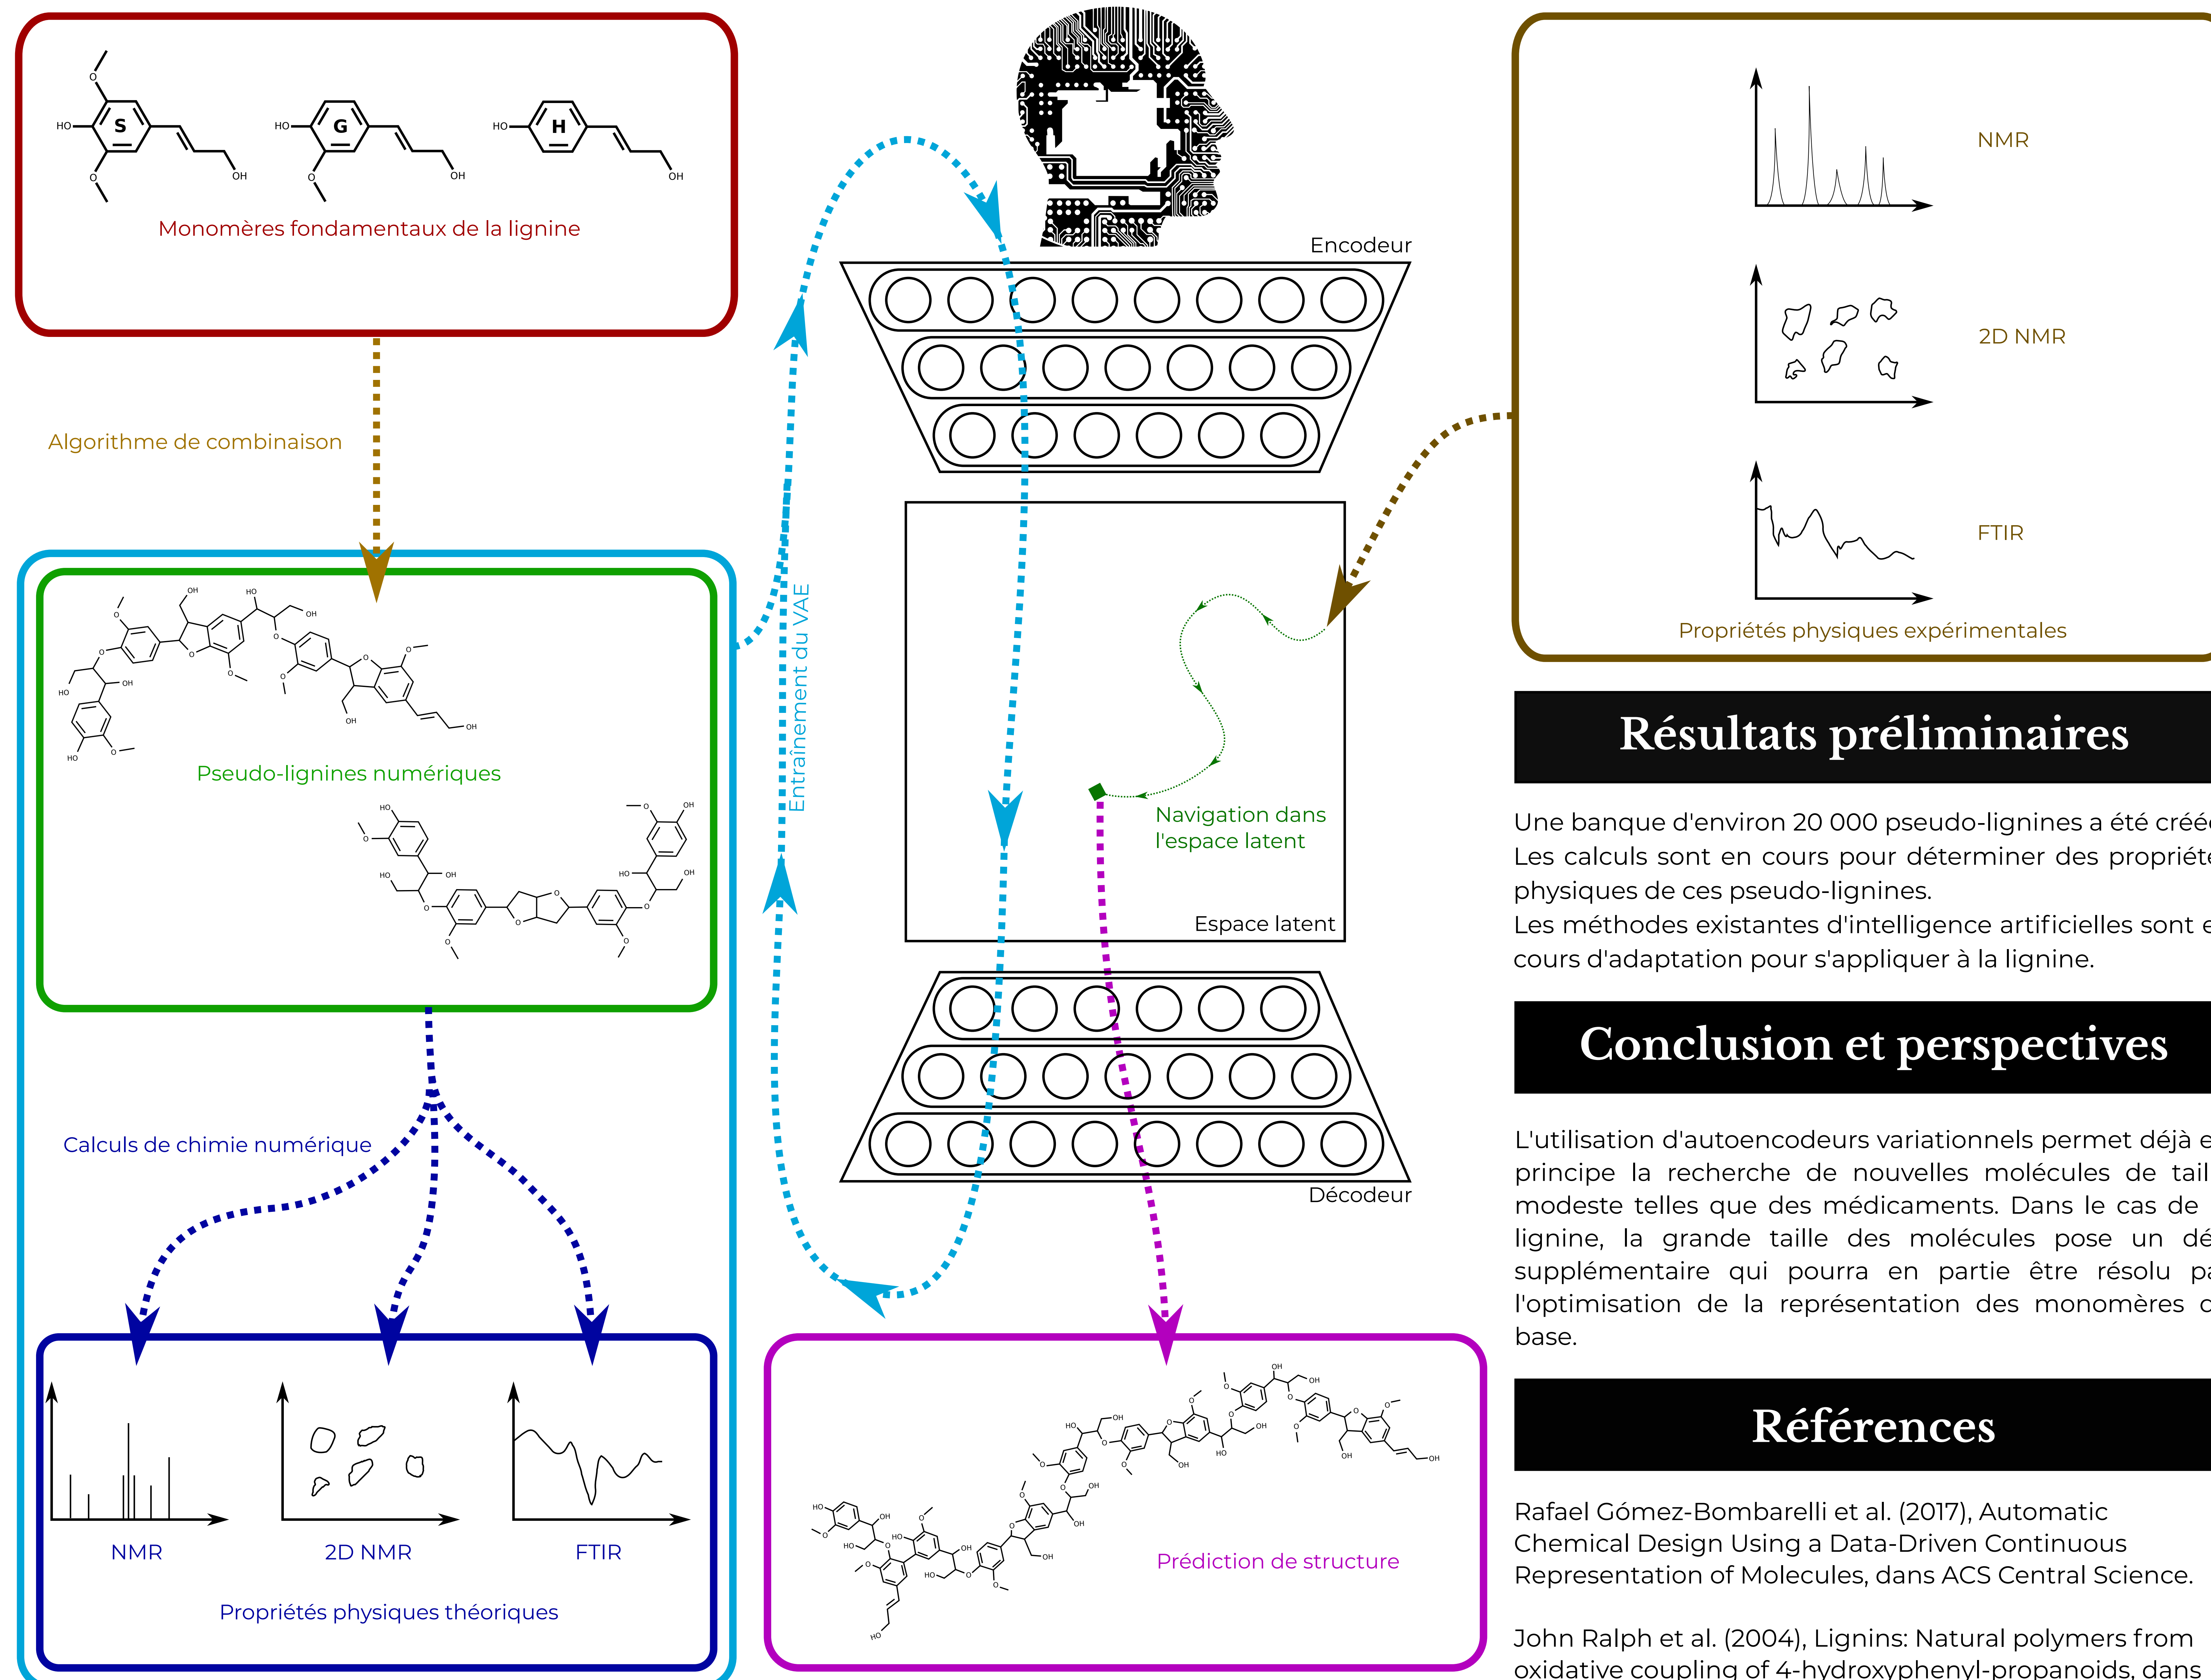 S
G
H
HO
O
O
OH
HO
O
OH
HO
OH
Monomères fondamentaux de la lignine
Algorithme de combinaison
Pseudo-lignines numériques
Calculs de chimie numérique
NMR
2D NMR
FTIR
Propriétés physiques théoriques
Entraînement du VAE
Encodeur
Navigation dans
l'espace latent
Espace latent
Décodeur
Prédiction de structure
NMR
2D NMR
FTIR
Propriétés physiques expérimentales
Résultats préliminaires
Une banque d'environ 20 000 pseudo-lignines a été
Les calculs sont en cours pour déterminer des
physiques de ces pseudo-lignines.
Les méthodes existantes d'intelligence artificielles sont
cours d'adaptation pour s'appliquer à la lignine.
Conclusion et perspectives
L'utilisation d'autoencodeurs variationnels permet déjà
principe la recherche de nouvelles molécules de
modeste telles que des médicaments. Dans le cas de
lignine, la grande taille des molécules pose un
supplémentaire qui pourra en partie être résolu
l'optimisation de la représentation des monomères
base.
Références
Rafael Gómez-Bombarelli et al. (2017), Automatic
Chemical Design Using a Data-Driven Continuous
Representation of Molecules, dans ACS Central Science.
John Ralph et al. (2004), Lignins: Natural polymers from
oxidative coupling of 4-hydroxyphenyl-propanoids, dans